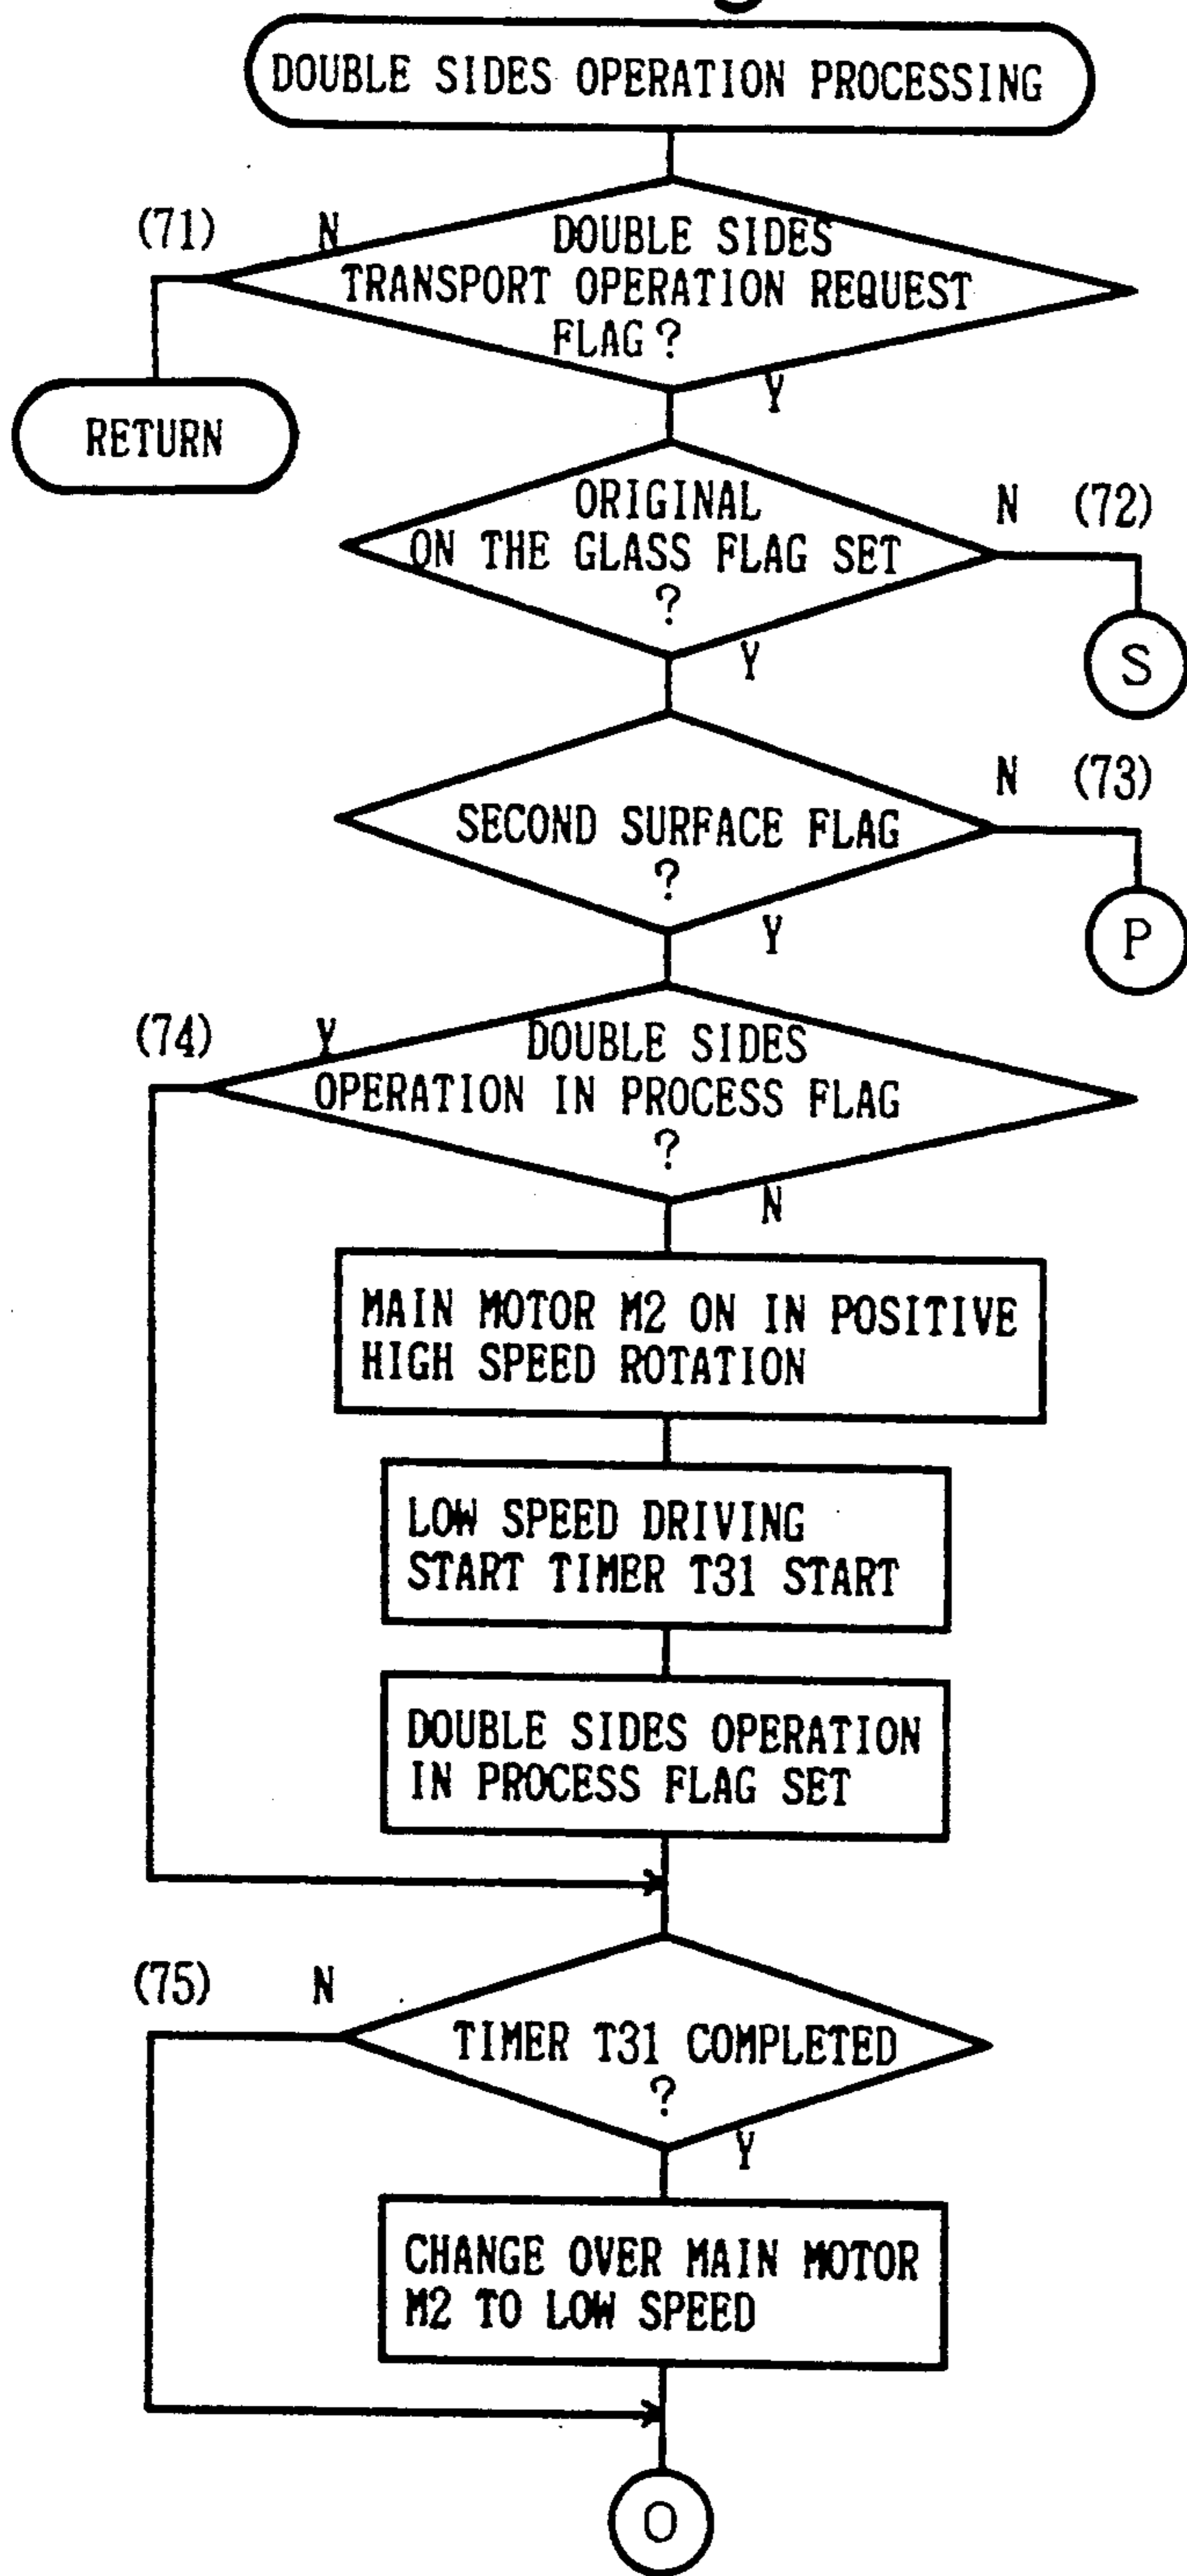 DOUBLE SIDES OPERATION PROCESSING
(71) N
DOUBLE SIDES
TRANSPORT OPERATION REQUEST
FLAG?
Y
RETURN
ORIGINAL
ON THE GLASS FLAG SET
?
N (72)
Y
S
SECOND SURFACE FLAG
?
N (73)
Y
P
(74) Y
DOUBLE SIDES
OPERATION IN PROCESS FLAG
?
N
MAIN MOTOR M2 ON IN POSITIVE
HIGH SPEED ROTATION
LOW SPEED DRIVING
START TIMER T31 START
DOUBLE SIDES OPERATION
IN PROCESS FLAG SET
(75) N
TIMER T31 COMPLETED
?
Y
CHANGE OVER MAIN MOTOR
M2 TO LOW SPEED
O